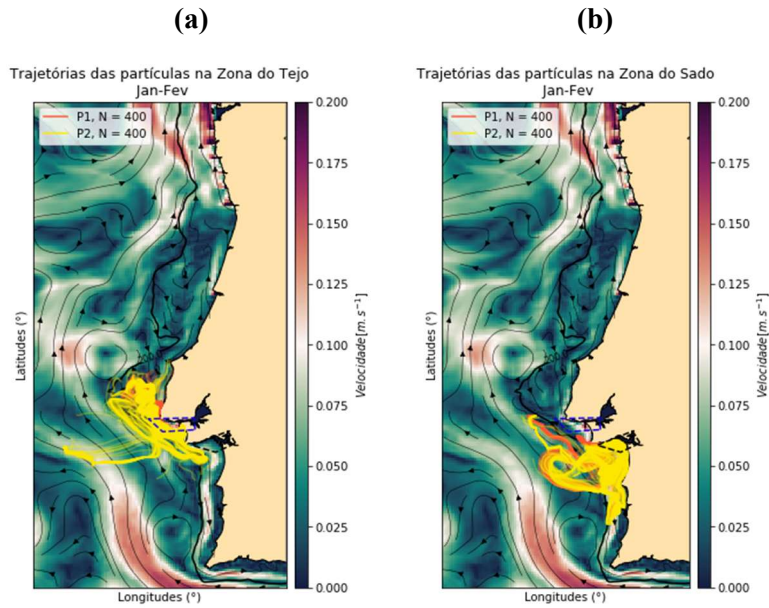 (a)
Trajetórias das partículas na Zona do Tejo
Jan-Fev
P1, N = 400
P2, N = 400
Latitudes (°)
Longitudes (°)
0.200
0.175
0.150
0.125
0.100
0.075
0.050
0.025
0.000
Velocidade[m.s⁻¹]
(b)
Trajetórias das partículas na Zona do Sado
Jan-Fev
P1, N = 400
P2, N = 400
Latitudes (°)
Longitudes (°)
0.200
0.175
0.150
0.125
0.100
0.075
0.050
0.025
0.000
Velocidade[m.s⁻¹]